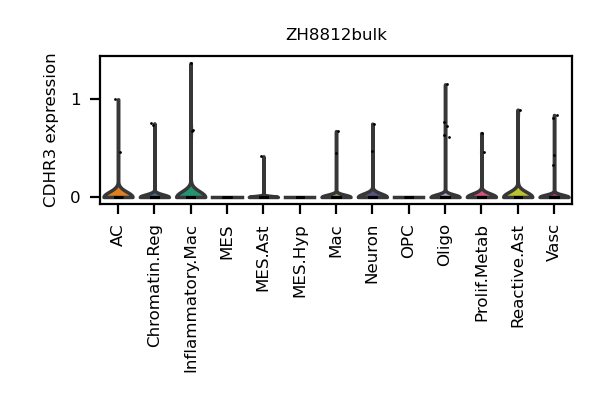 ZH8812bulk
CDHR3 expression
1
0
AC
Chromatin.Reg
Inflammatory.Mac
MES
MES.Ast
MES.Hyp
Mac
Neuron
OPC
Oligo
Prolif.Metab
Reactive.Ast
Vasc